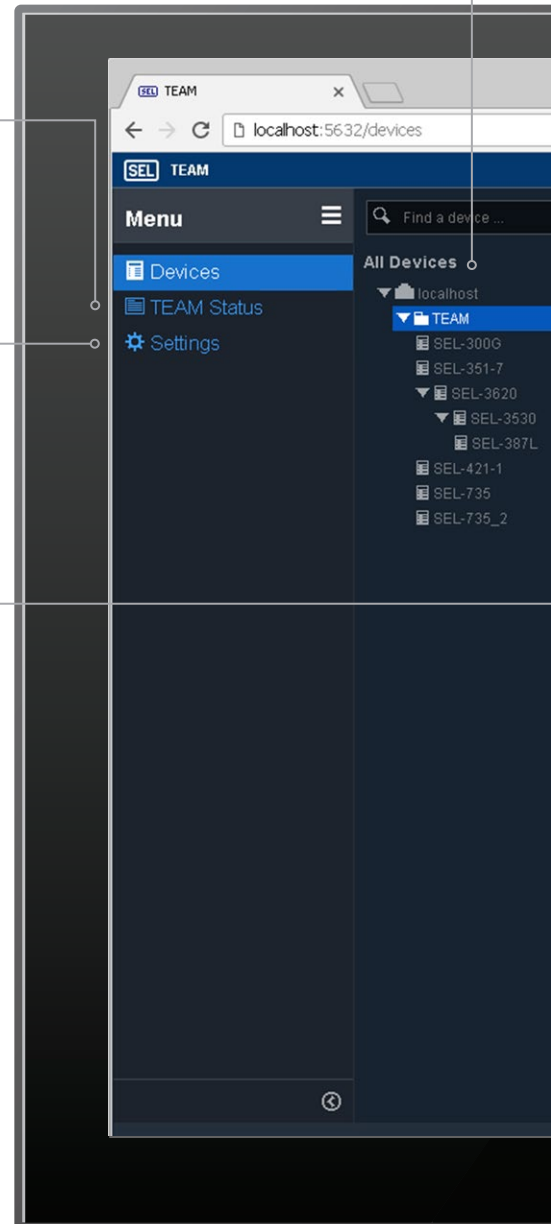 SEL TEAM
localhost:5632/devices
SEL TEAM
Menu
Find a device ...
Devices
TEAM Status
Settings
All Devices
localhost
TEAM
SEL-300G
SEL-351-7
SEL-3620
SEL-3530
SEL-387L
SEL-421-1
SEL-735
SEL-735_2